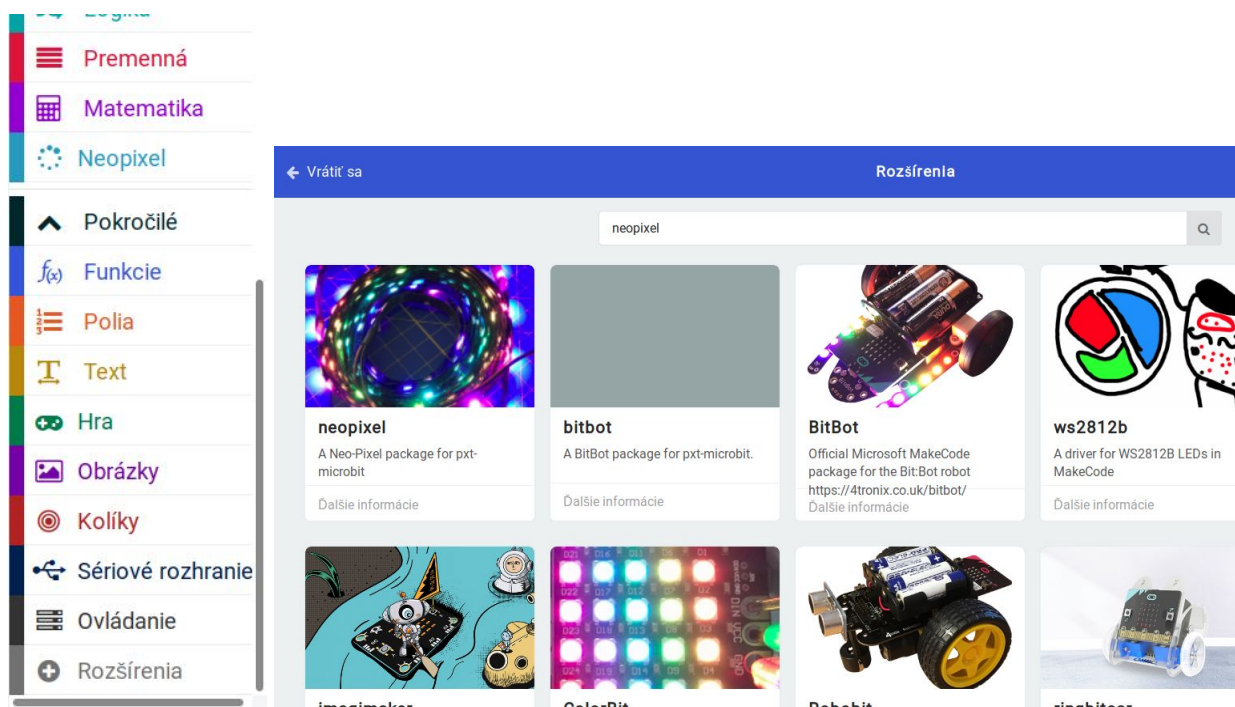 Logika
Premenná
Matematika
Neopixel
Pokročilé
f(x) Funkcie
Polia
Text
Hra
Obrázky
Kolíky
Sériové rozhranie
Ovládanie
Rozšírenia
Vrátiť sa
Rozšírenia
neopixel
neopixel
A Neo-Pixel package for pxt-
microbit
Ďalšie informácie
bitbot
A BitBot package for pxt-microbit.
Ďalšie informácie
BitBot
Official Microsoft MakeCode
package for the Bit:Bot robot
https://4tronix.co.uk/bitbot/
Ďalšie informácie
ws2812b
A driver for WS2812B LEDs in
MakeCode
Ďalšie informácie
ColorBit
Robobit